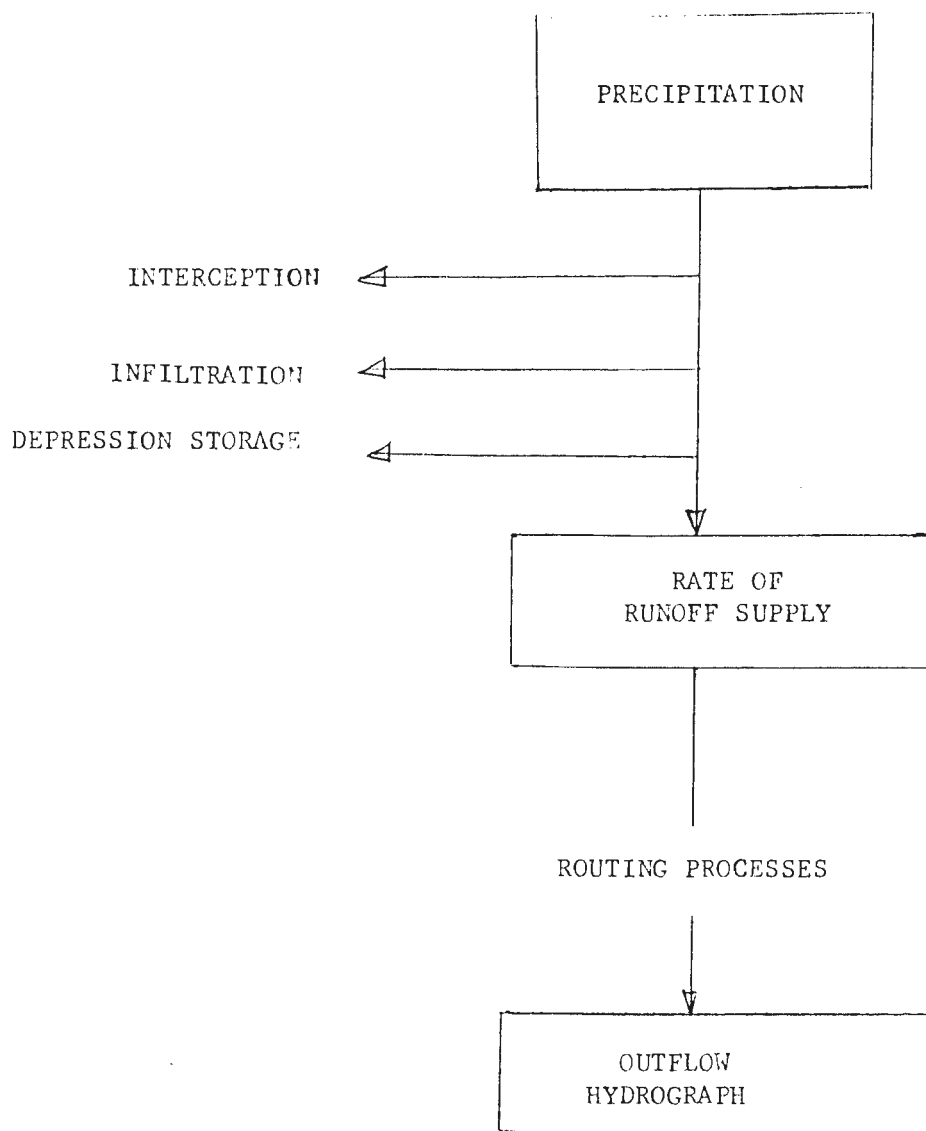 PRECIPITATION
INTERCEPTION
INFILTRATION
DEPRESSION STORAGE
RATE OF
RUNOFF SUPPLY
ROUTING PROCESSES
OUTFLOW
HYDROGRAPH